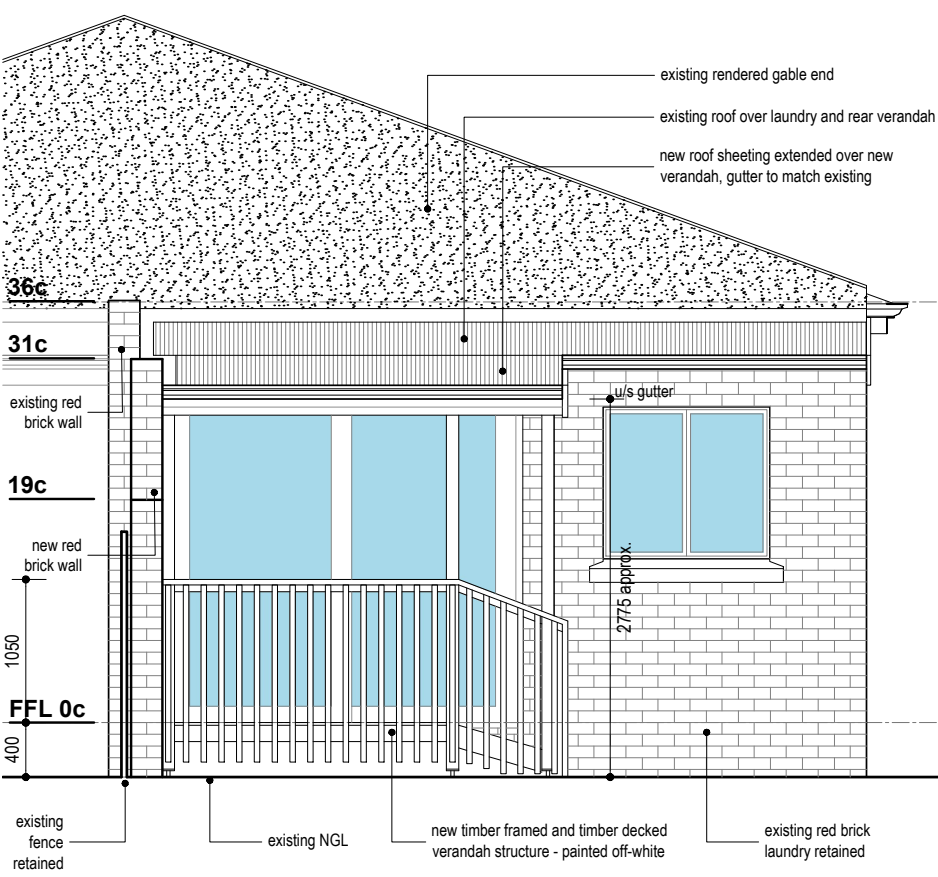 existing rendered gable end
existing roof over laundry and rear verandah
new roof sheeting extended over new
verandah, gutter to match existing
36c
31c
existing red
brick wall
u/s gutter
19c
new red
brick wall
2775 approx.
1050
FFL 0c
400
existing
fence
retained
existing NGL
new timber framed and timber decked
verandah structure - painted off-white
existing red brick
laundry retained